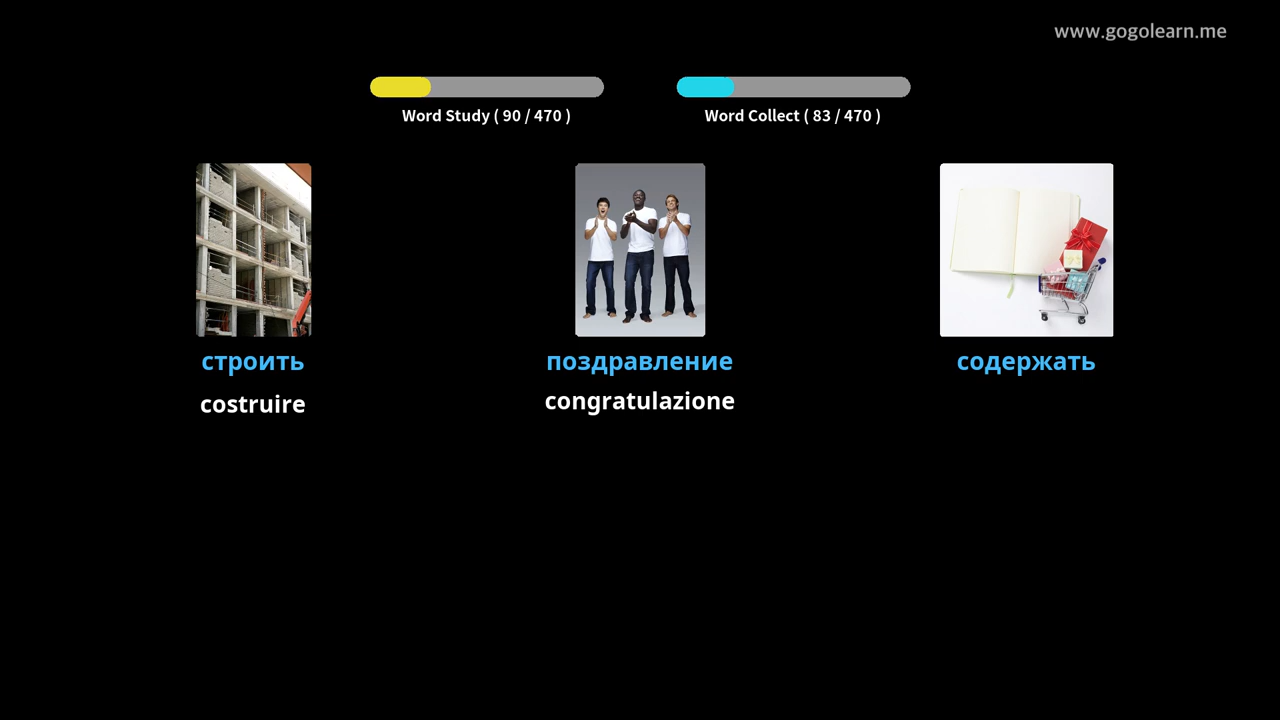 www.gogolearn.me
Word Study ( 90 / 470 )
Word Collect ( 83 / 470 )
строить
поздравление
содержать
costruire
congratulazione